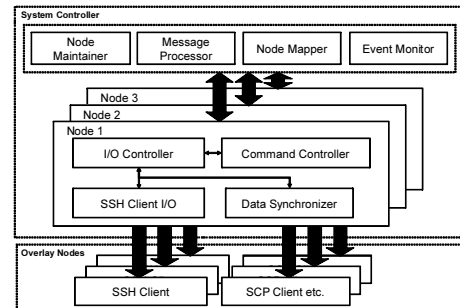 System Controller
Node
Maintainer
Message
Processor
Node Mapper
Event Monitor
Node 3
Node 2
Node 1
I/O Controller
Command Controller
SSH Client I/O
Data Synchronizer
Overlay Nodes
SSH Client
SCP Client etc.